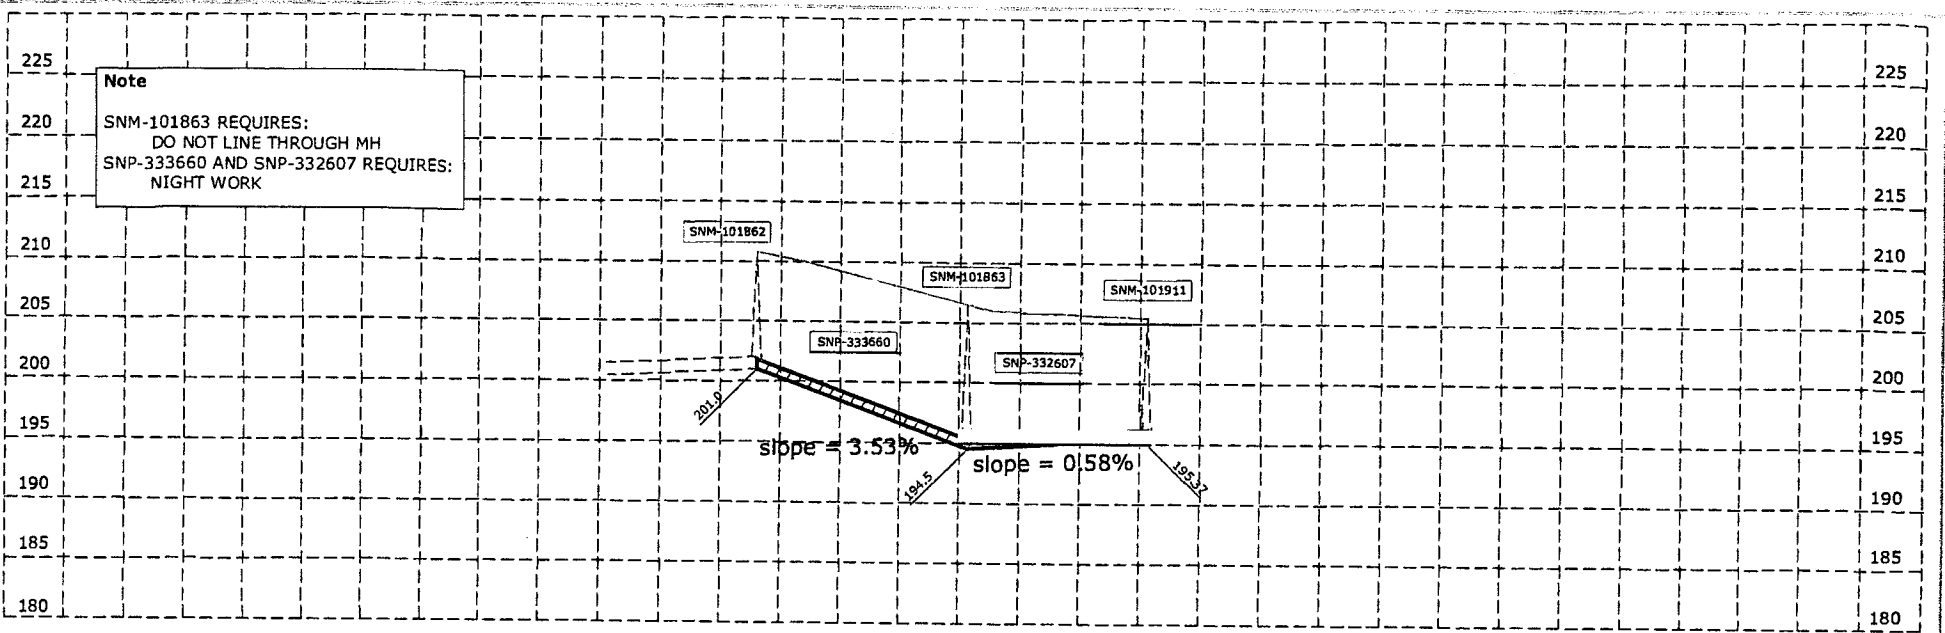 225
225
Note
SNM-101863 REQUIRES:
DO NOT LINE THROUGH MH
SNP-333660 AND SNP-332607 REQUIRES:
NIGHT WORK
220
220
215
215
SNM-101862
210
210
SNM-101863
SNM-101911
205
205
SNP-333660
SNP-332607
200
200
201.0
195
195
slope = 3.53%
slope = 0.58%
194.5
195.37
190
190
185
185
180
180